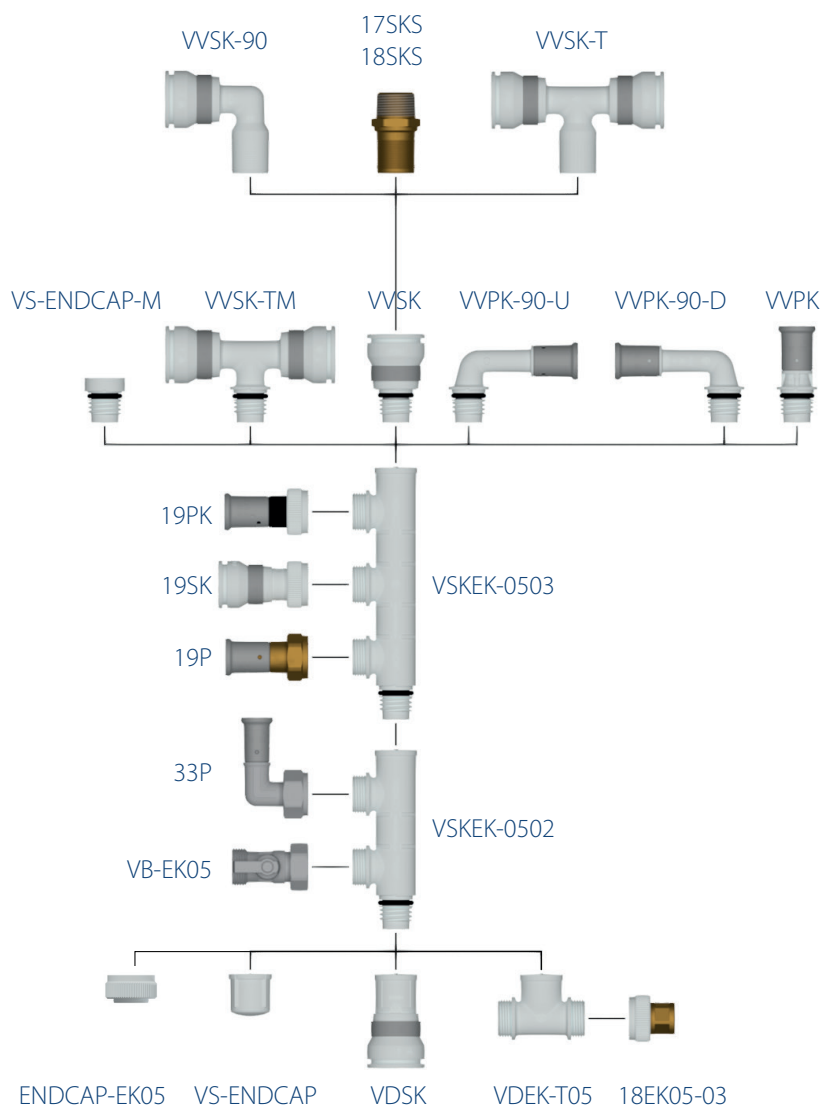 17SKS
VVSK-90
18SKS
VVSK-T
VS-ENDCAP-M VVSK-TM VVSK VVPK-90-U VVPK-90-D VVPK
19PK
19SK
VSKEK-0503
19P
33P
VSKEK-0502
VB-EK05
ENDCAP-EK05 VS-ENDCAP VDSK VDEK-T05 18EK05-03